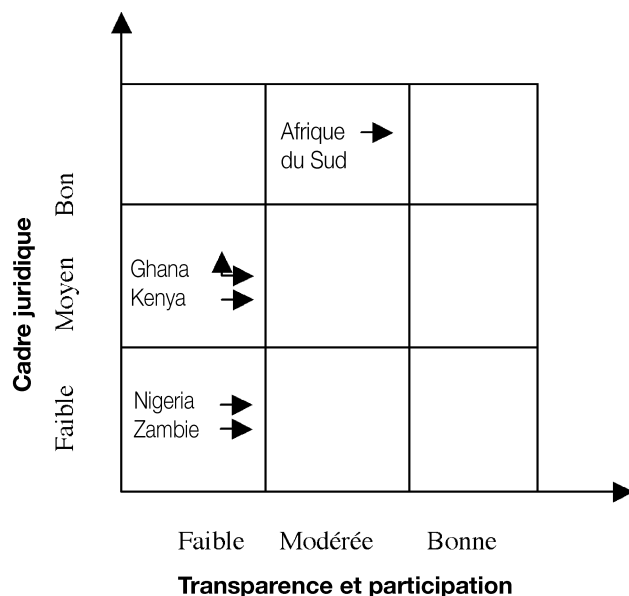 Afrique
du Sud
Ghana
Kenya
Nigeria
Zambie
Cadre juridique
Bon
Moyen
Faible
Faible
Modérée
Bonne
Transparence et participation